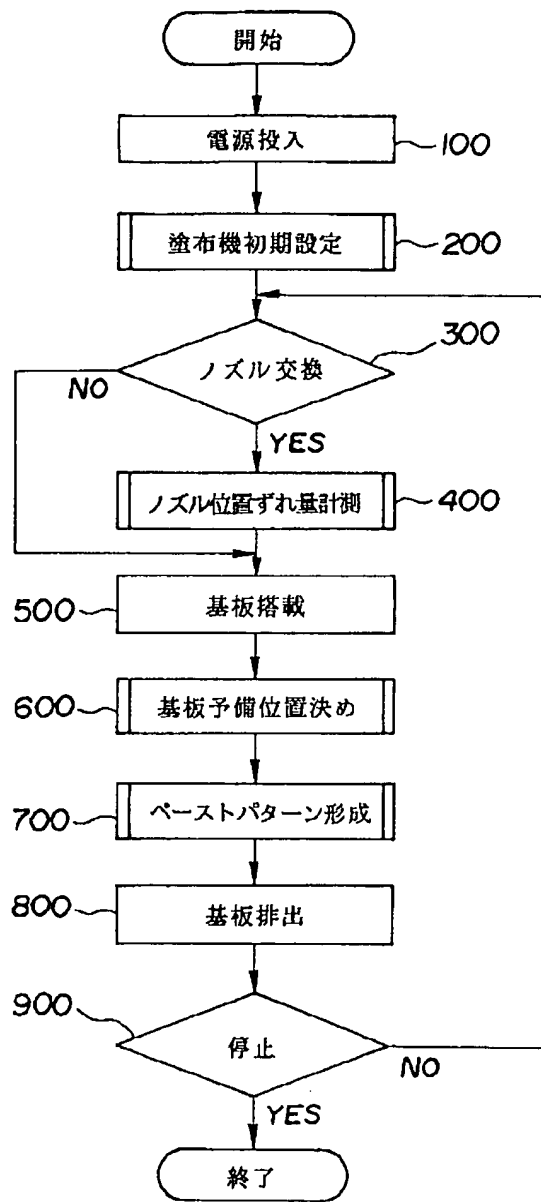 開始
電源投入
100
塗布機初期設定
200
ノズル交換
300
NO
YES
ノズル位置ずれ量計測
400
基板搭載
500
基板予備位置決め
600
ペーストパターン形成
700
基板排出
800
停止
900
NO
YES
終了